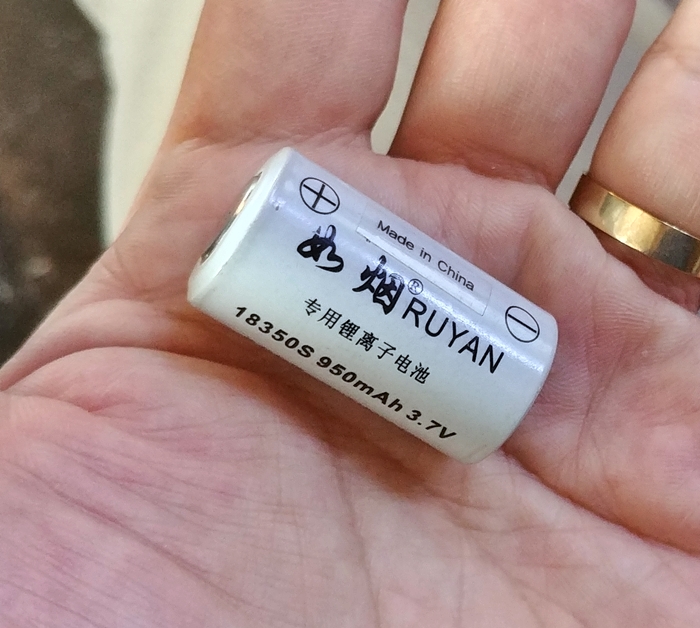 ⊕
Made in China
如烟® RUYAN
⊖
专用锂离子电池
18350S 950mAh 3.7V